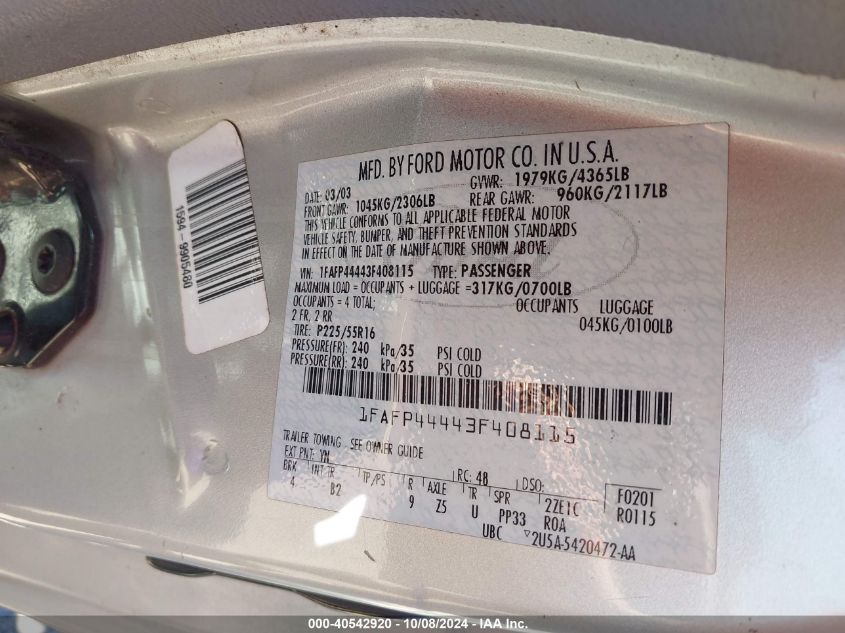 1S94 - 9905480
MFD. BY FORD MOTOR CO. IN U.S.A.
DATE: 03/03 GVWR: 1979KG/4365LB
FRONT GAWR: 1045KG/2306LB REAR GAWR: 960KG/2117LB
THIS VEHICLE CONFORMS TO ALL APPLICABLE FEDERAL MOTOR
VEHICLE SAFETY, BUMPER, AND THEFT PREVENTION STANDARDS
IN EFFECT ON THE DATE OF MANUFACTURE SHOWN ABOVE.
VIN: 1FAFP44443F408115 TYPE: PASSENGER
MAXIMUM LOAD = OCCUPANTS + LUGGAGE =317KG/0700LB
OCCUPANTS = 4 TOTAL; OCCUPANTS LUGGAGE
2 FR, 2 RR 045KG/0100LB
TIRE: P225/55R16
PRESSURE(FR): 240 kPa/35 PSI COLD
PRESSURE(RR): 240 kPa/35 PSI COLD
1FAFP44443F408115
TRAILER TOWING - SEE OWNER GUIDE
EXT PNT: YN RC: 48 DSO: F0201
BRK INT TR TP/PS R AXLE TR SPR 2ZE1C R0115
4 B2 9 Z5 U PP33 ROA
UBC 2U5A-5420472-AA
000-40542920 - 10/08/2024 - IAA Inc.